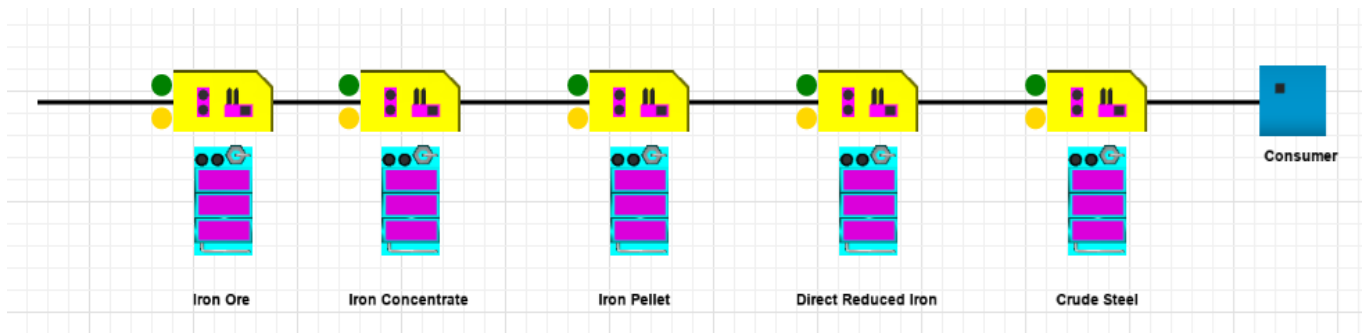 Consumer
Iron Ore
Iron Concentrate
Iron Pellet
Direct Reduced Iron
Crude Steel